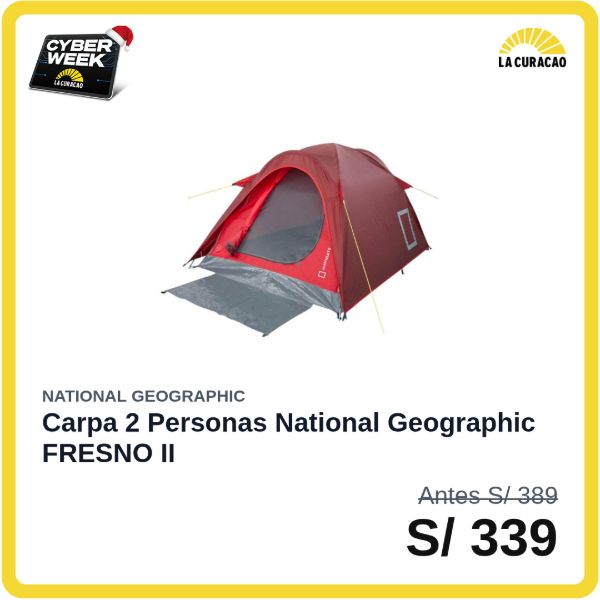 CYBER
WEEK
LA CURACAO
LA CURACAO
NATIONAL GEOGRAPHIC
Carpa 2 Personas National Geographic
FRESNO II
Antes S/ 389
S/ 339